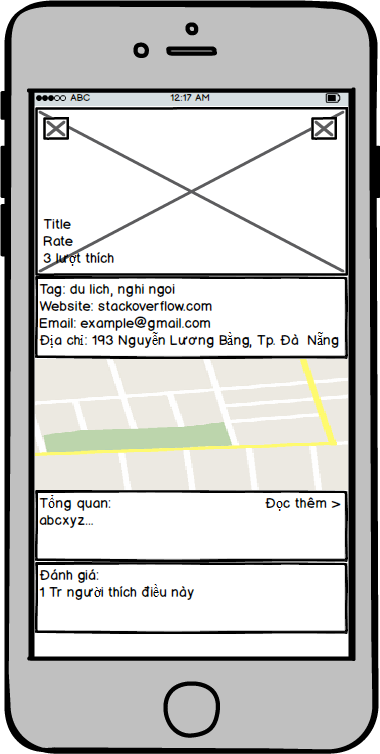 ABC 12:17 AM
Title
Rate
3 lượt thích
Tag: du lich, nghi ngoi
Website: stackoverflow.com
Email: example@gmail.com
Địa chỉ: 193 Nguyễn Lương Bằng, Tp. Đà Nẵng
Tổng quan: Đọc thêm >
abcxyz...
Đánh giá:
1 Tr người thích điều này